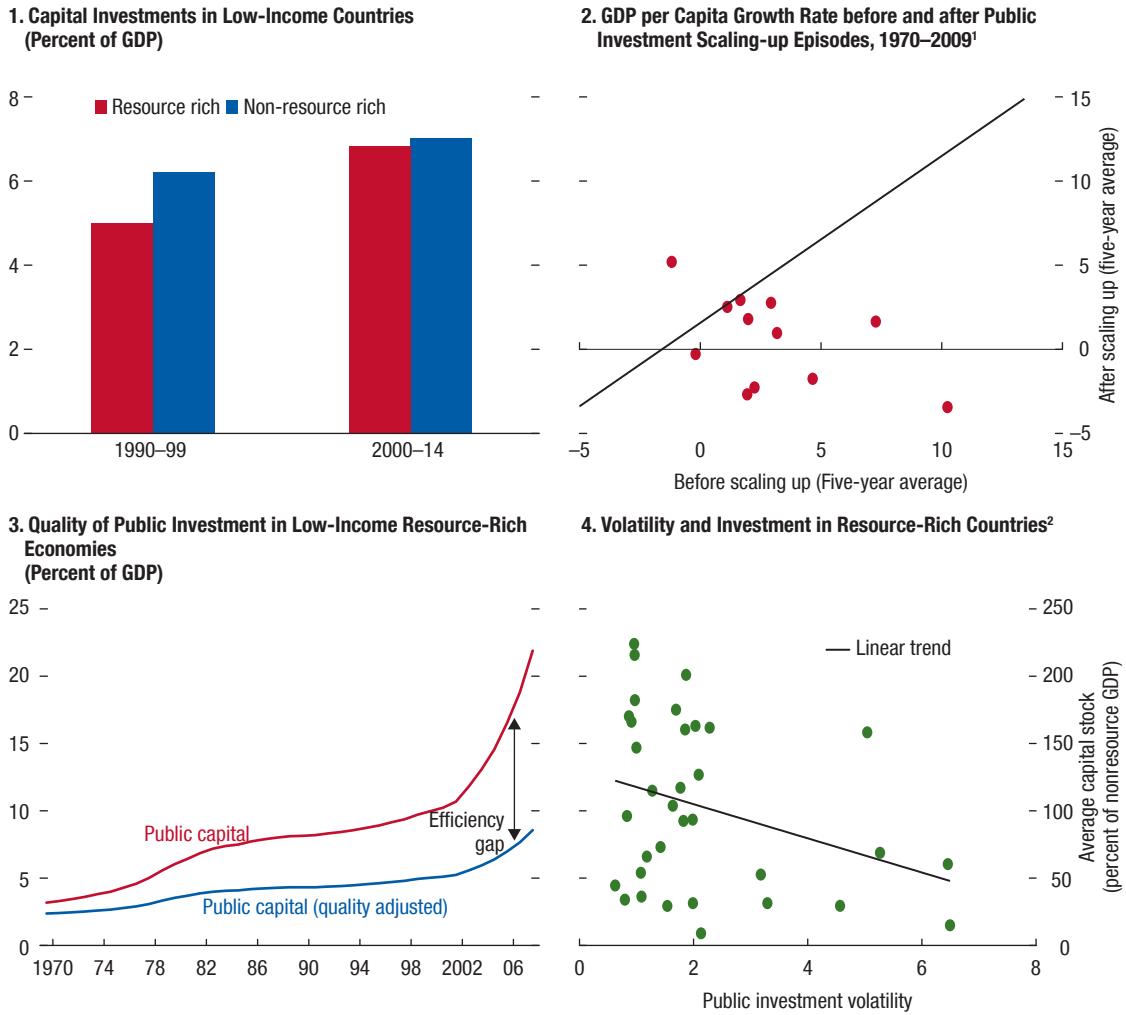 1. Capital Investments in Low-Income Countries
(Percent of GDP)
8
Resource rich
Non-resource rich
6
4
2
0
1990–99
2000–14
2. GDP per Capita Growth Rate before and after Public
Investment Scaling-up Episodes, 1970–2009¹
15
10
5
0
–5
After scaling up (five-year average)
–5
0
5
10
15
Before scaling up (Five-year average)
3. Quality of Public Investment in Low-Income Resource-Rich
Economies
(Percent of GDP)
25
20
15
10
5
0
Public capital
Efficiency
gap
Public capital (quality adjusted)
1970
74
78
82
86
90
94
98
2002
06
4. Volatility and Investment in Resource-Rich Countries²
250
200
150
100
50
0
Linear trend
Average capital stock
(percent of nonresource GDP)
0
2
4
6
8
Public investment volatility